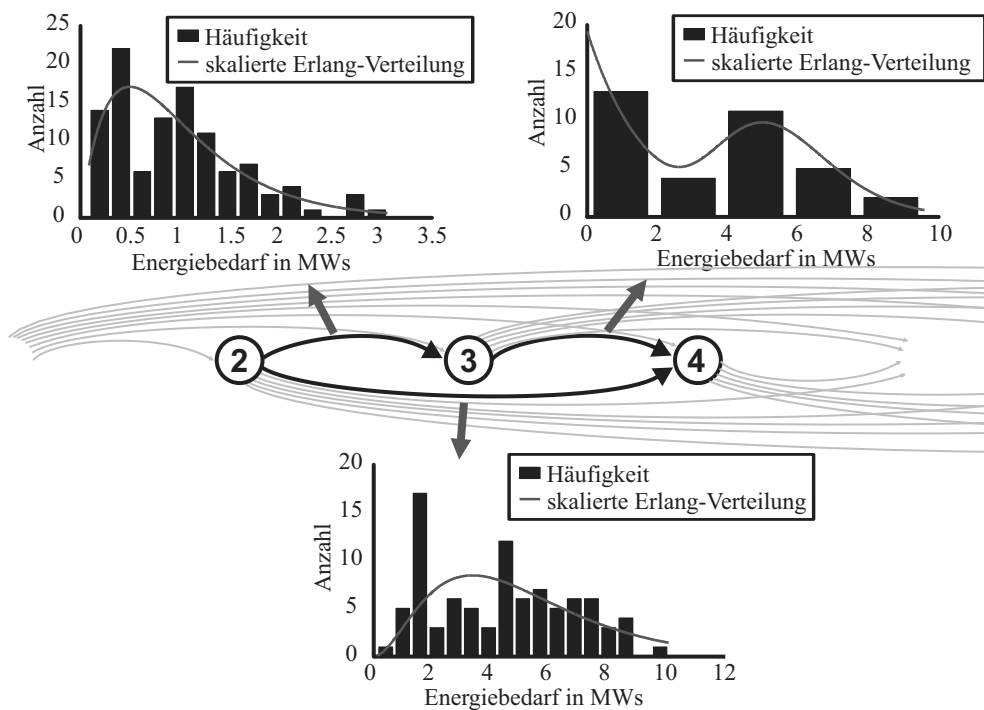 25
20
15
10
5
0
Anzahl
Häufigkeit
skalierte Erlang-Verteilung
0 0.5 1 1.5 2 2.5 3 3.5
Energiebedarf in MWs
20
15
10
5
0
Anzahl
Häufigkeit
skalierte Erlang-Verteilung
0 2 4 6 8 10
Energiebedarf in MWs
2 3 4
20
15
10
5
0
Anzahl
Häufigkeit
skalierte Erlang-Verteilung
0 2 4 6 8 10 12
Energiebedarf in MWs